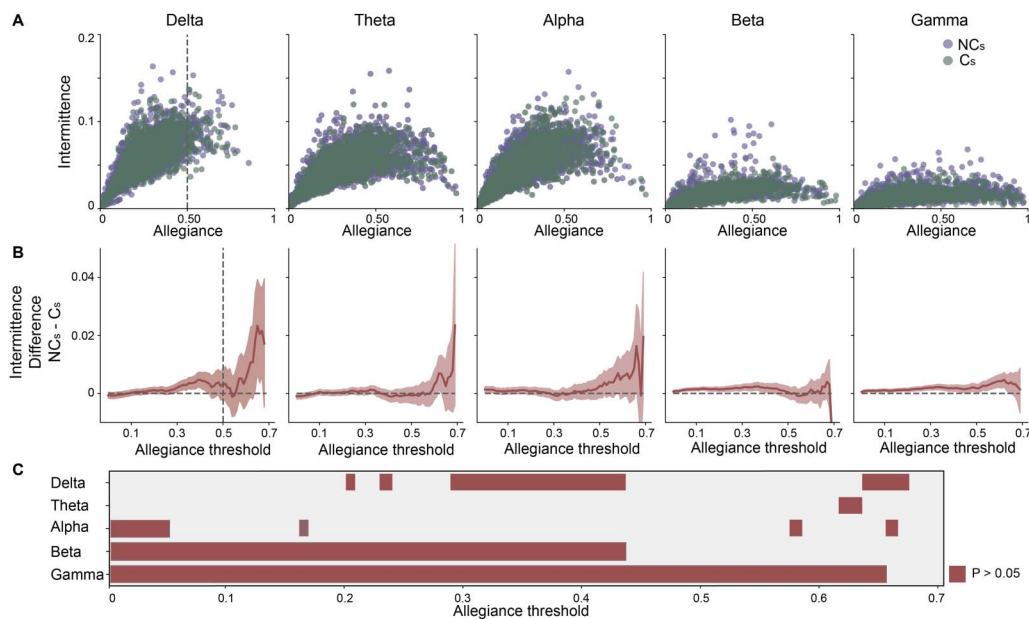 A
Delta
Theta
Alpha
Beta
Gamma
NCs
Cs
Intermittence
0.2
0.1
0
0 0.50 1
0 0.50 1
0 0.50 1
0 0.50 1
0 0.50 1
Allegiance
Allegiance
Allegiance
Allegiance
Allegiance
B
Intermittence
Difference
NCs - Cs
0.04
0.02
0
0.1 0.3 0.5 0.7
0.1 0.3 0.5 0.7
0.1 0.3 0.5 0.7
0.1 0.3 0.5 0.7
0.1 0.3 0.5 0.7
Allegiance threshold
Allegiance threshold
Allegiance threshold
Allegiance threshold
Allegiance threshold
C
Delta
Theta
Alpha
Beta
Gamma
P > 0.05
0 0.1 0.2 0.3 0.4 0.5 0.6 0.7
Allegiance threshold